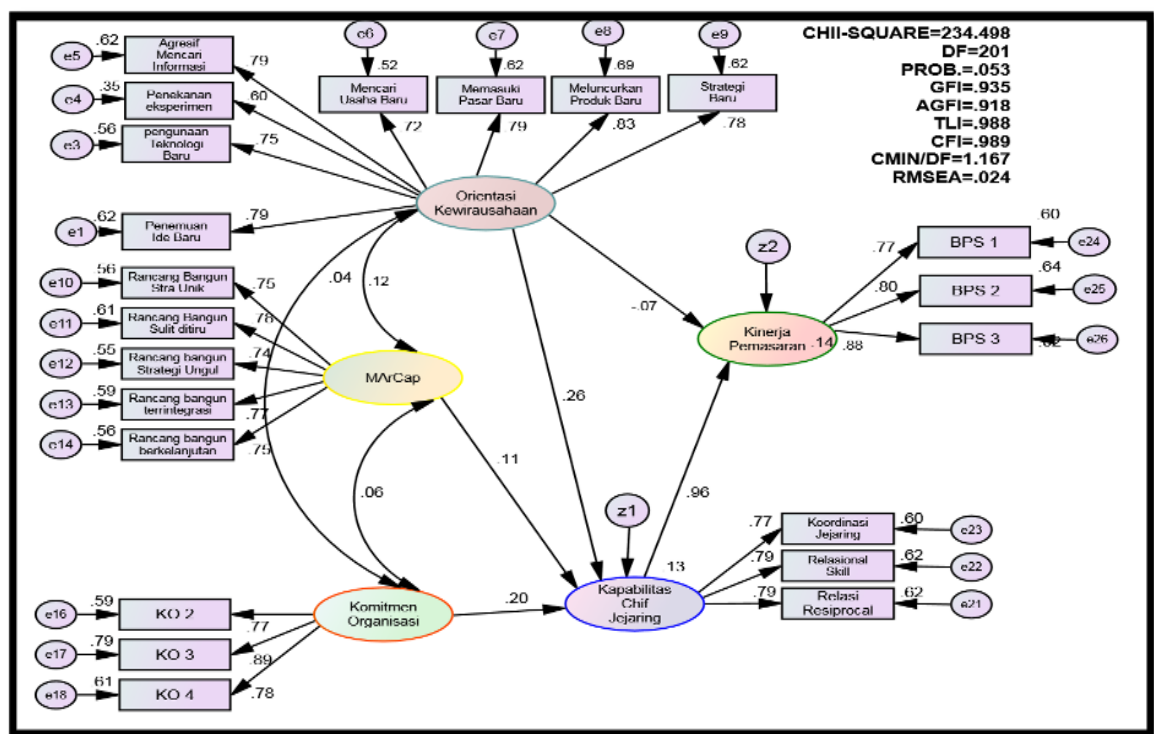 CHII-SQUARE=234.498
DF=201
PROB.=.053
GFI=.935
AGFI=.918
TLI=.988
CFI=.989
CMIN/DF=1.167
RMSEA=.024
e5
.62
Agresif
Mencari
Informasi
.79
e4
.35
Penekanan
eksperimen
.60
e3
.56
pengunaan
Teknologi
Baru
.75
e1
.62
Penemuan
Ide Baru
.79
e6
.52
Mencari
Usaha Baru
.72
e7
.62
Memasuki
Pasar Baru
.79
e8
.69
Meluncurkan
Produk Baru
.83
e9
.62
Strategi
Baru
.78
Orientasi
Kewirausahaan
e10
.56
Rancang Bangun
Stra Unik
.75
e11
.61
Rancang Bangun
Sulit ditiru
.78
e12
.55
Rancang bangun
Strategi Ungul
.74
e13
.59
Rancang bangun
terrintegrasi
.77
e14
.56
Rancang bangun
berkelanjutan
.75
MArCap
.04
.12
.06
.11
.26
-.07
.96
.20
z2
Kinerja
Pemasaran
.14
.77
BPS 1
.60
e24
.80
BPS 2
.64
e25
.88
BPS 3
e26
z1
.13
Kapabilitas
Chif
Jejaring
.77
Koordinasi
Jejaring
.60
e23
.79
Relasional
Skill
.62
e22
.79
Relasi
Resiprocal
.62
e21
Komitmen
Organisasi
e16
.59
KO 2
.77
e17
.79
KO 3
.89
e18
.61
KO 4
.78